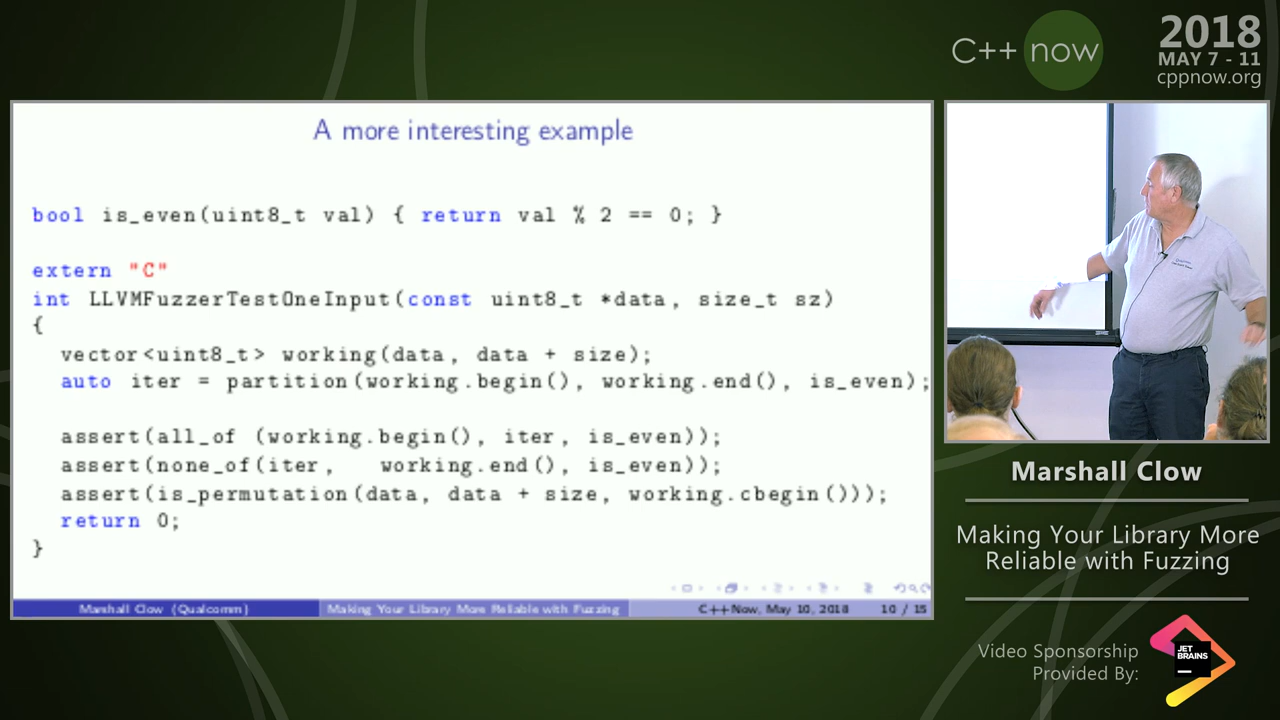 C++ now
2018
MAY 7 - 11
cppnow.org
A more interesting example
bool is_even(uint8_t val) { return val % 2 == 0; }
extern "C"
int LLVMFuzzerTestOneInput(const uint8_t *data, size_t sz)
{
vector<uint8_t> working(data, data + size);
auto iter = partition(working.begin(), working.end(), is_even);
assert(all_of (working.begin(), iter, is_even));
assert(none_of(iter, working.end(), is_even));
assert(is_permutation(data, data + size, working.cbegin()));
return 0;
}
Marshall Clow (Qualcomm) Making Your Library More Reliable with Fuzzing C++Now, May 10, 2018 10 / 15
Marshall Clow
Making Your Library More
Reliable with Fuzzing
Video Sponsorship
Provided By:
JET
BRAINS